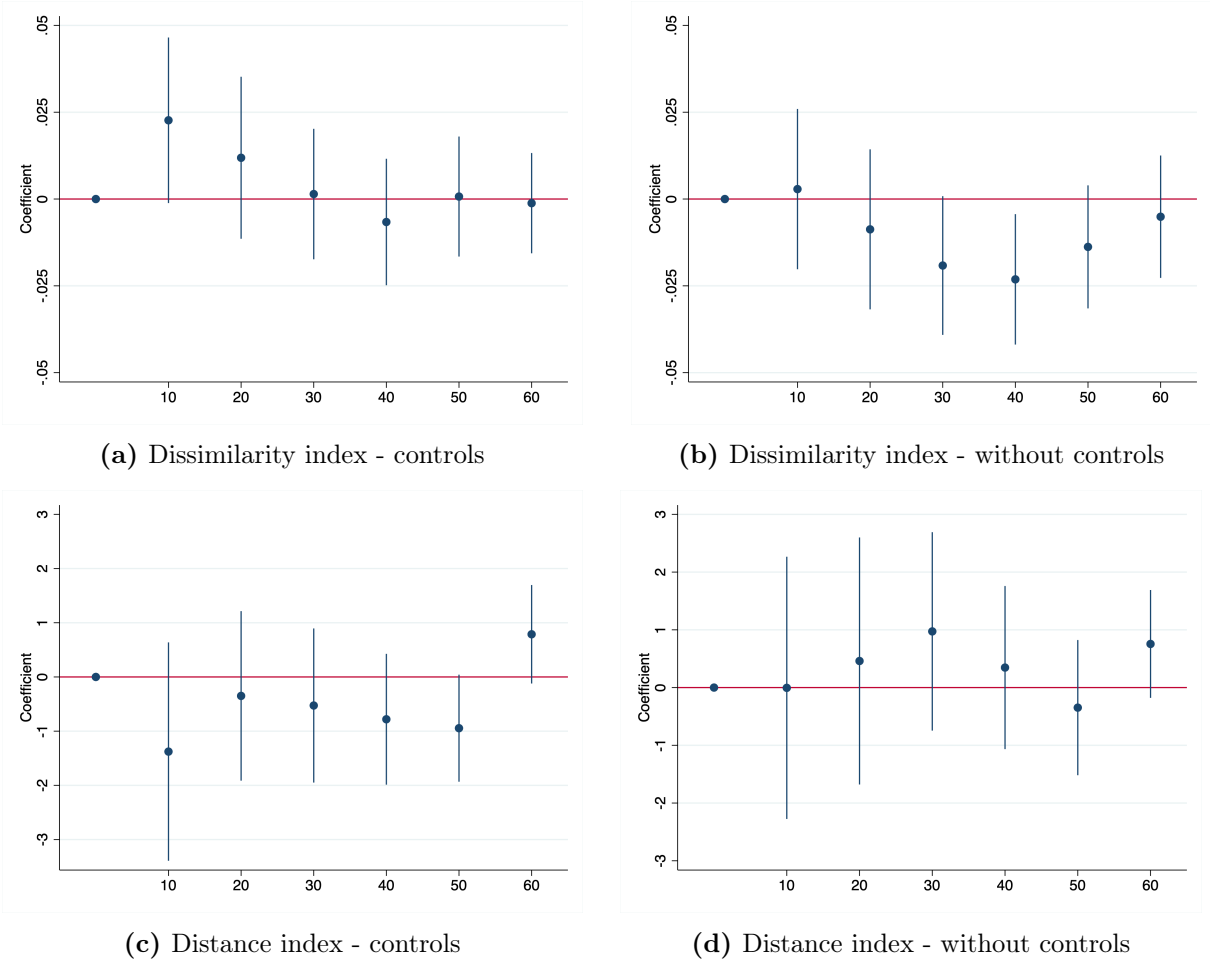 .05
.025
0
-.025
-.05
Coefficient
10 20 30 40 50 60
(a) Dissimilarity index - controls
.05
.025
0
-.025
-.05
10 20 30 40 50 60
(b) Dissimilarity index - without controls
3
2
1
0
-1
-2
-3
Coefficient
10 20 30 40 50 60
(c) Distance index - controls
3
2
1
0
-1
-2
-3
Coefficient
10 20 30 40 50 60
(d) Distance index - without controls